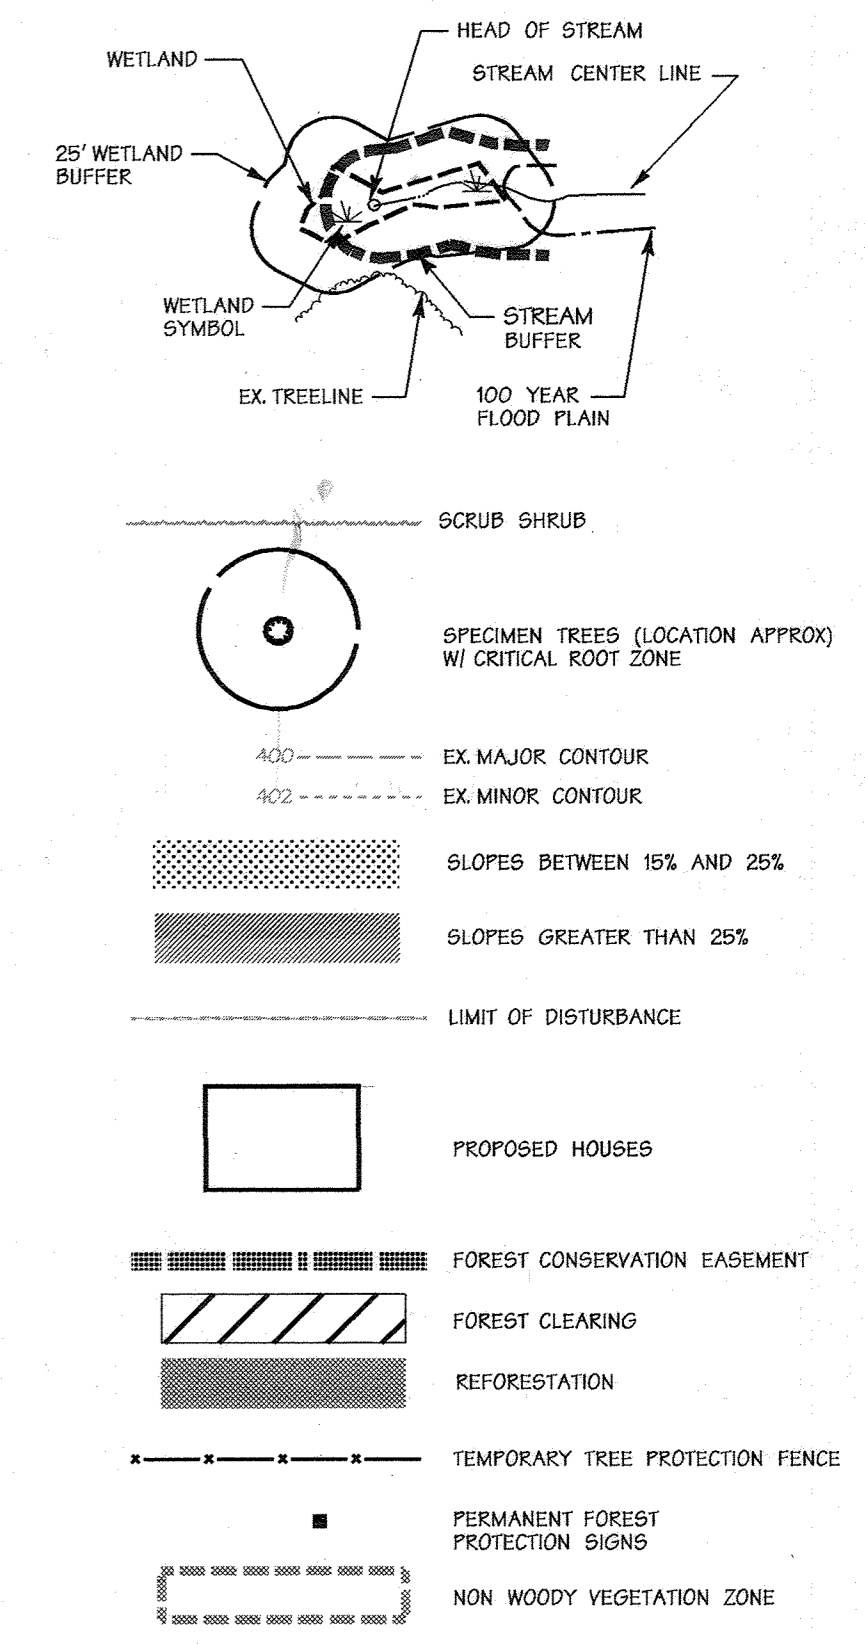 HEAD OF STREAM
WETLAND
STREAM CENTER LINE
25' WETLAND
BUFFER
WETLAND
SYMBOL
STREAM
BUFFER
EX. TREELINE
100 YEAR
FLOOD PLAIN
SCRUB SHRUB
SPECIMEN TREES (LOCATION APPROX)
W/ CRITICAL ROOT ZONE
400 EX. MAJOR CONTOUR
402 EX. MINOR CONTOUR
SLOPES BETWEEN 15% AND 25%
SLOPES GREATER THAN 25%
LIMIT OF DISTURBANCE
PROPOSED HOUSES
FOREST CONSERVATION EASEMENT
FOREST CLEARING
REFORESTATION
TEMPORARY TREE PROTECTION FENCE
PERMANENT FOREST
PROTECTION SIGNS
NON WOODY VEGETATION ZONE